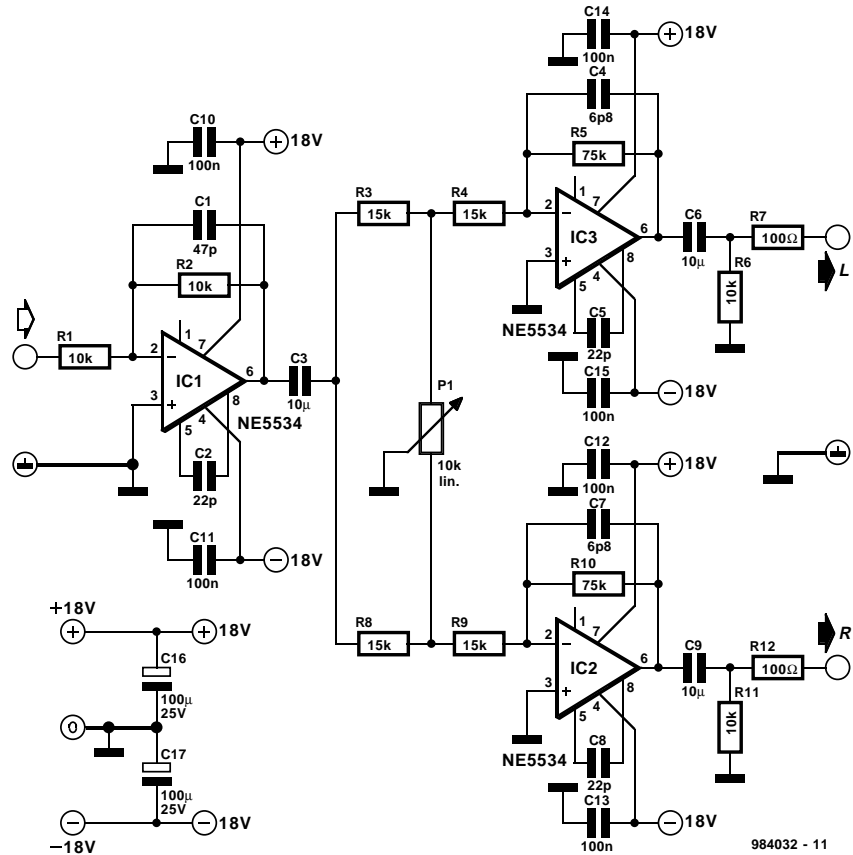 C14
18V
100n
C4
6p8
C10
18V
100n
R5
75k
C1
47p
R3
15k
R4
15k
1
7
2
−
IC3
6
3
+
4
8
5
C6
10µ
R7
100Ω
R6
10k
L
R2
10k
NE5534
C5
22p
C15
18V
100n
R1
10k
1
7
2
−
IC1
6
3
+
4
8
5
C3
10µ
NE5534
C2
22p
P1
10k
lin.
C12
18V
100n
C7
6p8
C11
18V
100n
R10
75k
+18V
18V
C16
100µ
25V
0
C17
100µ
25V
18V
−18V
R8
15k
R9
15k
1
7
2
−
IC2
6
3
+
4
8
5
C9
10µ
R12
100Ω
R
R11
10k
NE5534
C8
22p
C13
18V
100n
984032 - 11